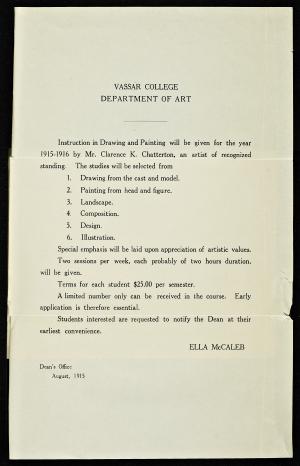 VASSAR COLLEGE
DEPARTMENT OF ART
Instruction in Drawing and Painting will be given for the year
1915-1916 by Mr. Clarence K. Chatterton, an artist of recognized
standing. The studies will be selected from
1. Drawing from the cast and model.
2. Painting from head and figure.
3. Landscape.
4. Composition.
5. Design.
6. Illustration.
Special emphasis will be laid upon appreciation of artistic values.
Two sessions per week, each probably of two hours duration,
will be given.
Terms for each student $25.00 per semester.
A limited number only can be received in the course. Early
application is therefore essential.
Students interested are requested to notify the Dean at their
earliest convenience.
ELLA McCALEB
Dean's Office
August, 1915